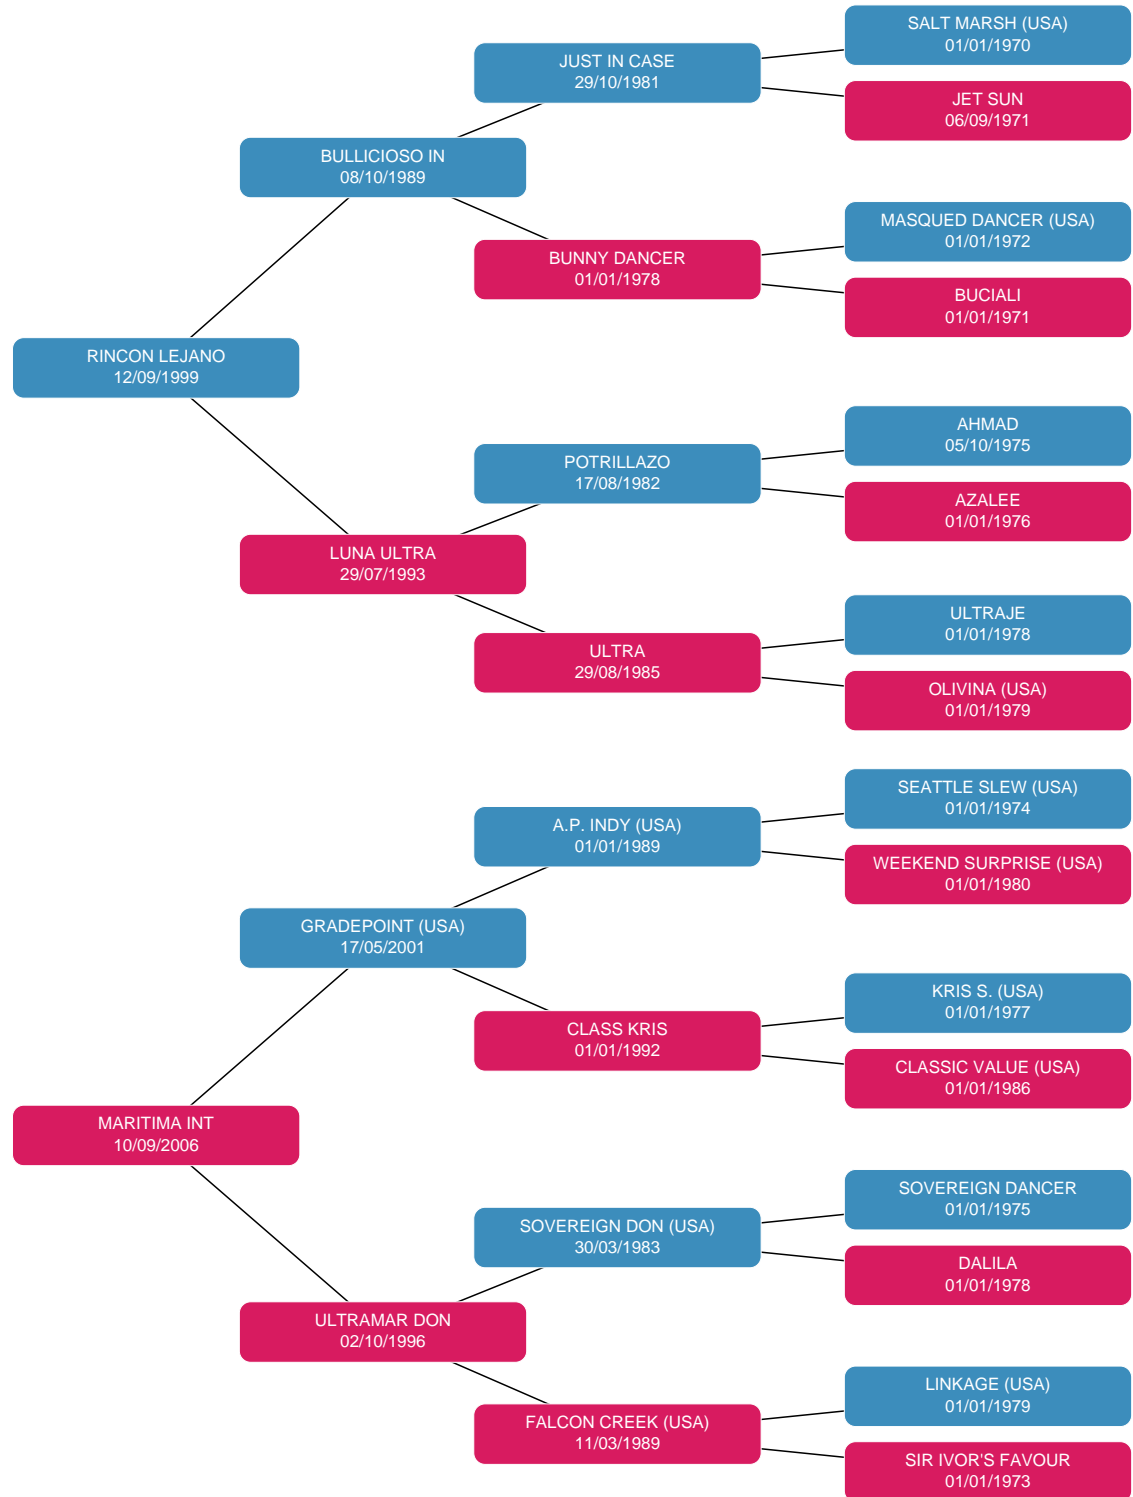 SALT MARSH (USA)
01/01/1970
JUST IN CASE
29/10/1981
JET SUN
06/09/1971
BULLICIOSO IN
08/10/1989
MASQUED DANCER (USA)
01/01/1972
BUNNY DANCER
01/01/1978
BUCIALI
01/01/1971
RINCON LEJANO
12/09/1999
AHMAD
05/10/1975
POTRILLAZO
17/08/1982
AZALEE
01/01/1976
LUNA ULTRA
29/07/1993
ULTRAJE
01/01/1978
ULTRA
29/08/1985
OLIVINA (USA)
01/01/1979
SEATTLE SLEW (USA)
01/01/1974
A.P. INDY (USA)
01/01/1989
WEEKEND SURPRISE (USA)
01/01/1980
GRADEPOINT (USA)
17/05/2001
KRIS S. (USA)
01/01/1977
CLASS KRIS
01/01/1992
CLASSIC VALUE (USA)
01/01/1986
MARITIMA INT
10/09/2006
SOVEREIGN DANCER
01/01/1975
SOVEREIGN DON (USA)
30/03/1983
DALILA
01/01/1978
ULTRAMAR DON
02/10/1996
LINKAGE (USA)
01/01/1979
FALCON CREEK (USA)
11/03/1989
SIR IVOR'S FAVOUR
01/01/1973